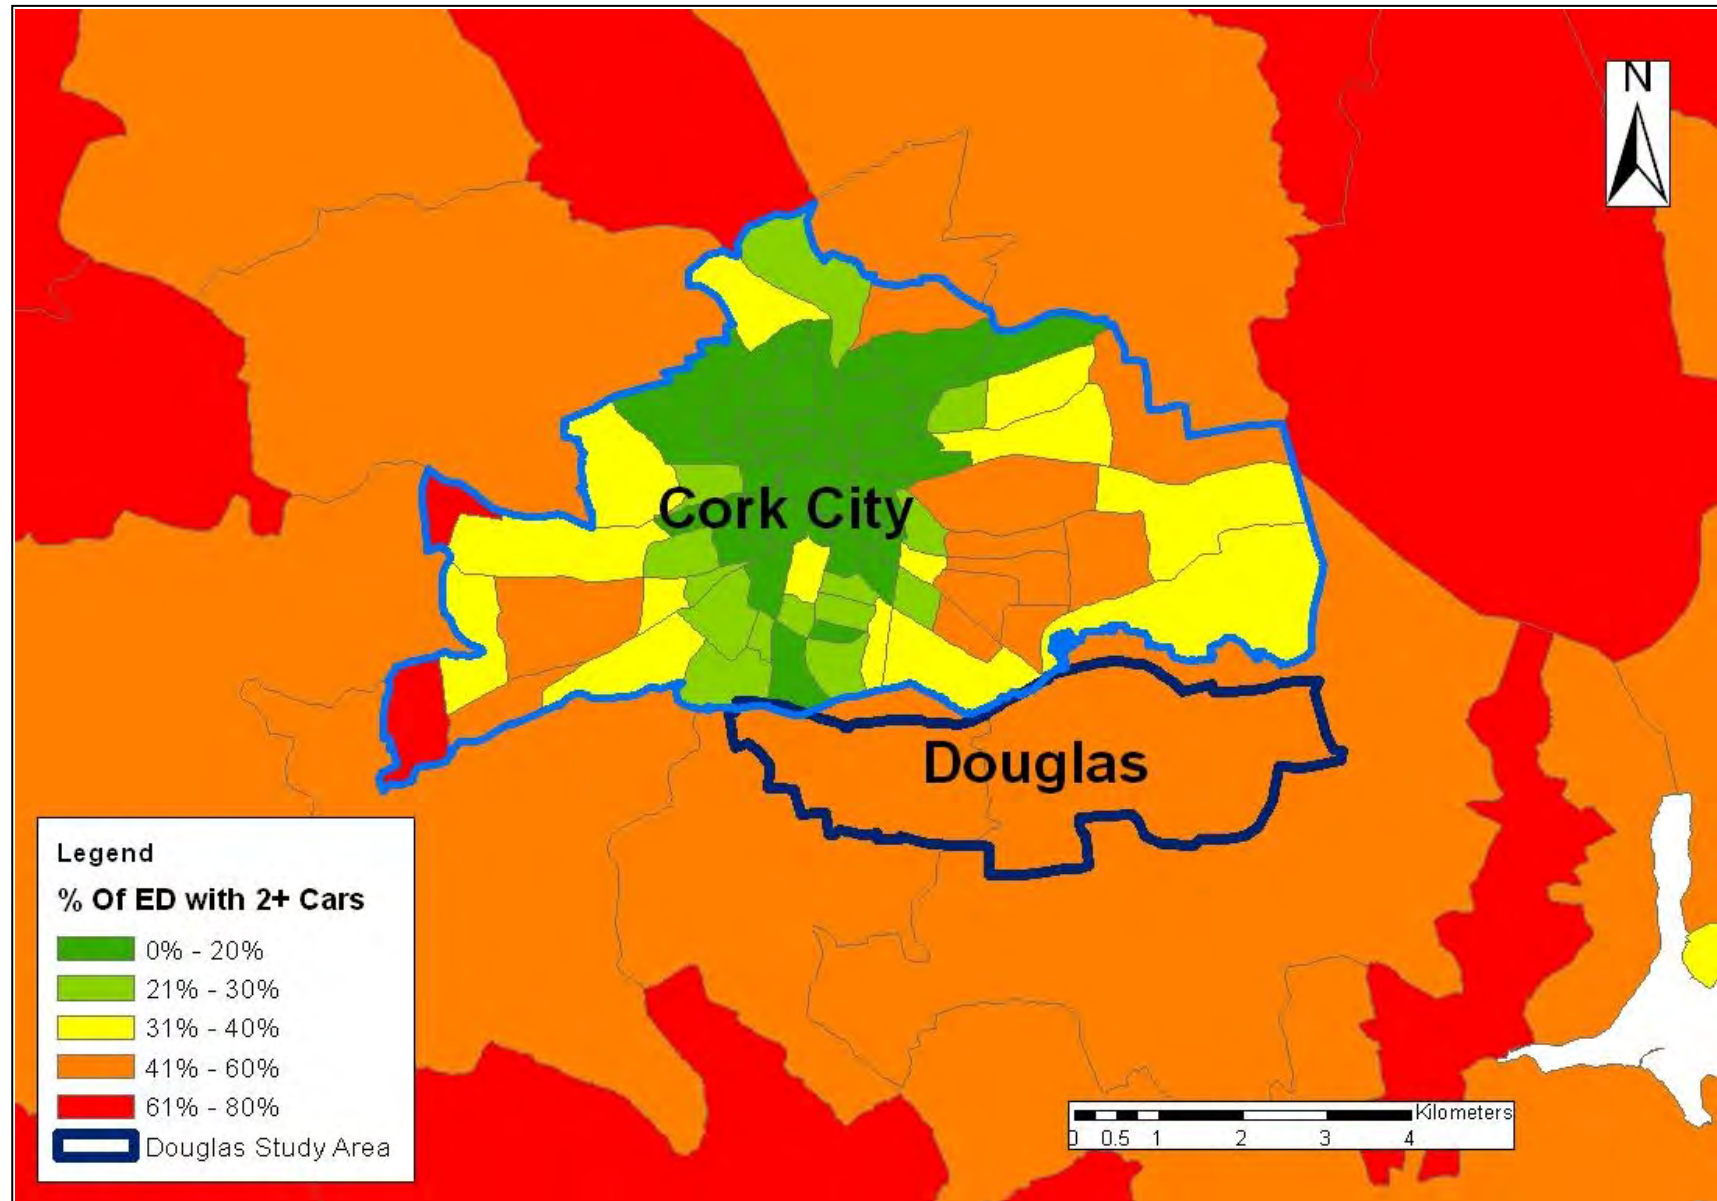 N
Cork City
Douglas
Legend
% Of ED with 2+ Cars
0% - 20%
21% - 30%
31% - 40%
41% - 60%
61% - 80%
Douglas Study Area
Kilometers
0 0.5 1 2 3 4